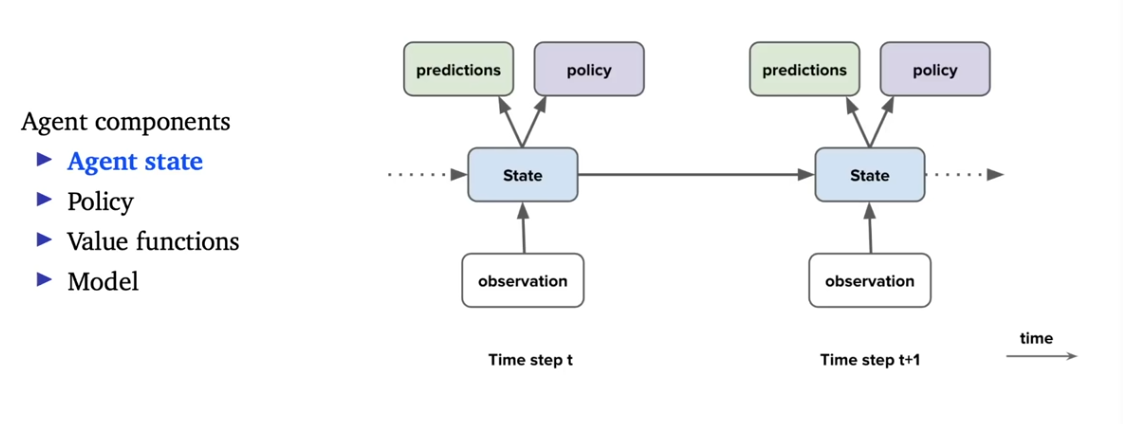 Agent components
Agent state
Policy
Value functions
Model
predictions
policy
State
observation
Time step t
predictions
policy
State
observation
Time step t+1
time